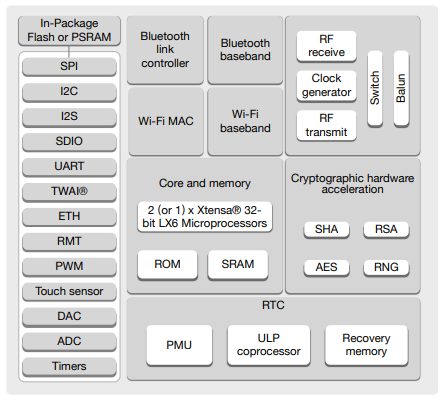 In-Package
Flash or PSRAM
SPI
I2C
I2S
SDIO
UART
TWAI®
ETH
RMT
PWM
Touch sensor
DAC
ADC
Timers
Bluetooth
link
controller
Bluetooth
baseband
Wi-Fi MAC
Wi-Fi
baseband
RF
receive
Clock
generator
RF
transmit
Switch
Balun
Core and memory
2 (or 1) x Xtensa® 32-
bit LX6 Microprocessors
ROM
SRAM
Cryptographic hardware
acceleration
SHA
RSA
AES
RNG
RTC
PMU
ULP
coprocessor
Recovery
memory